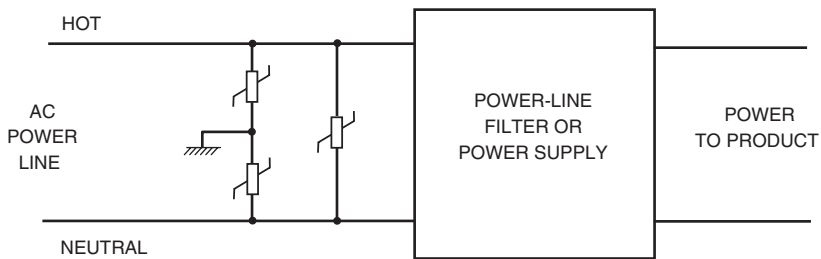 HOT
AC
POWER
LINE
NEUTRAL
POWER-LINE
FILTER OR
POWER SUPPLY
POWER
TO PRODUCT